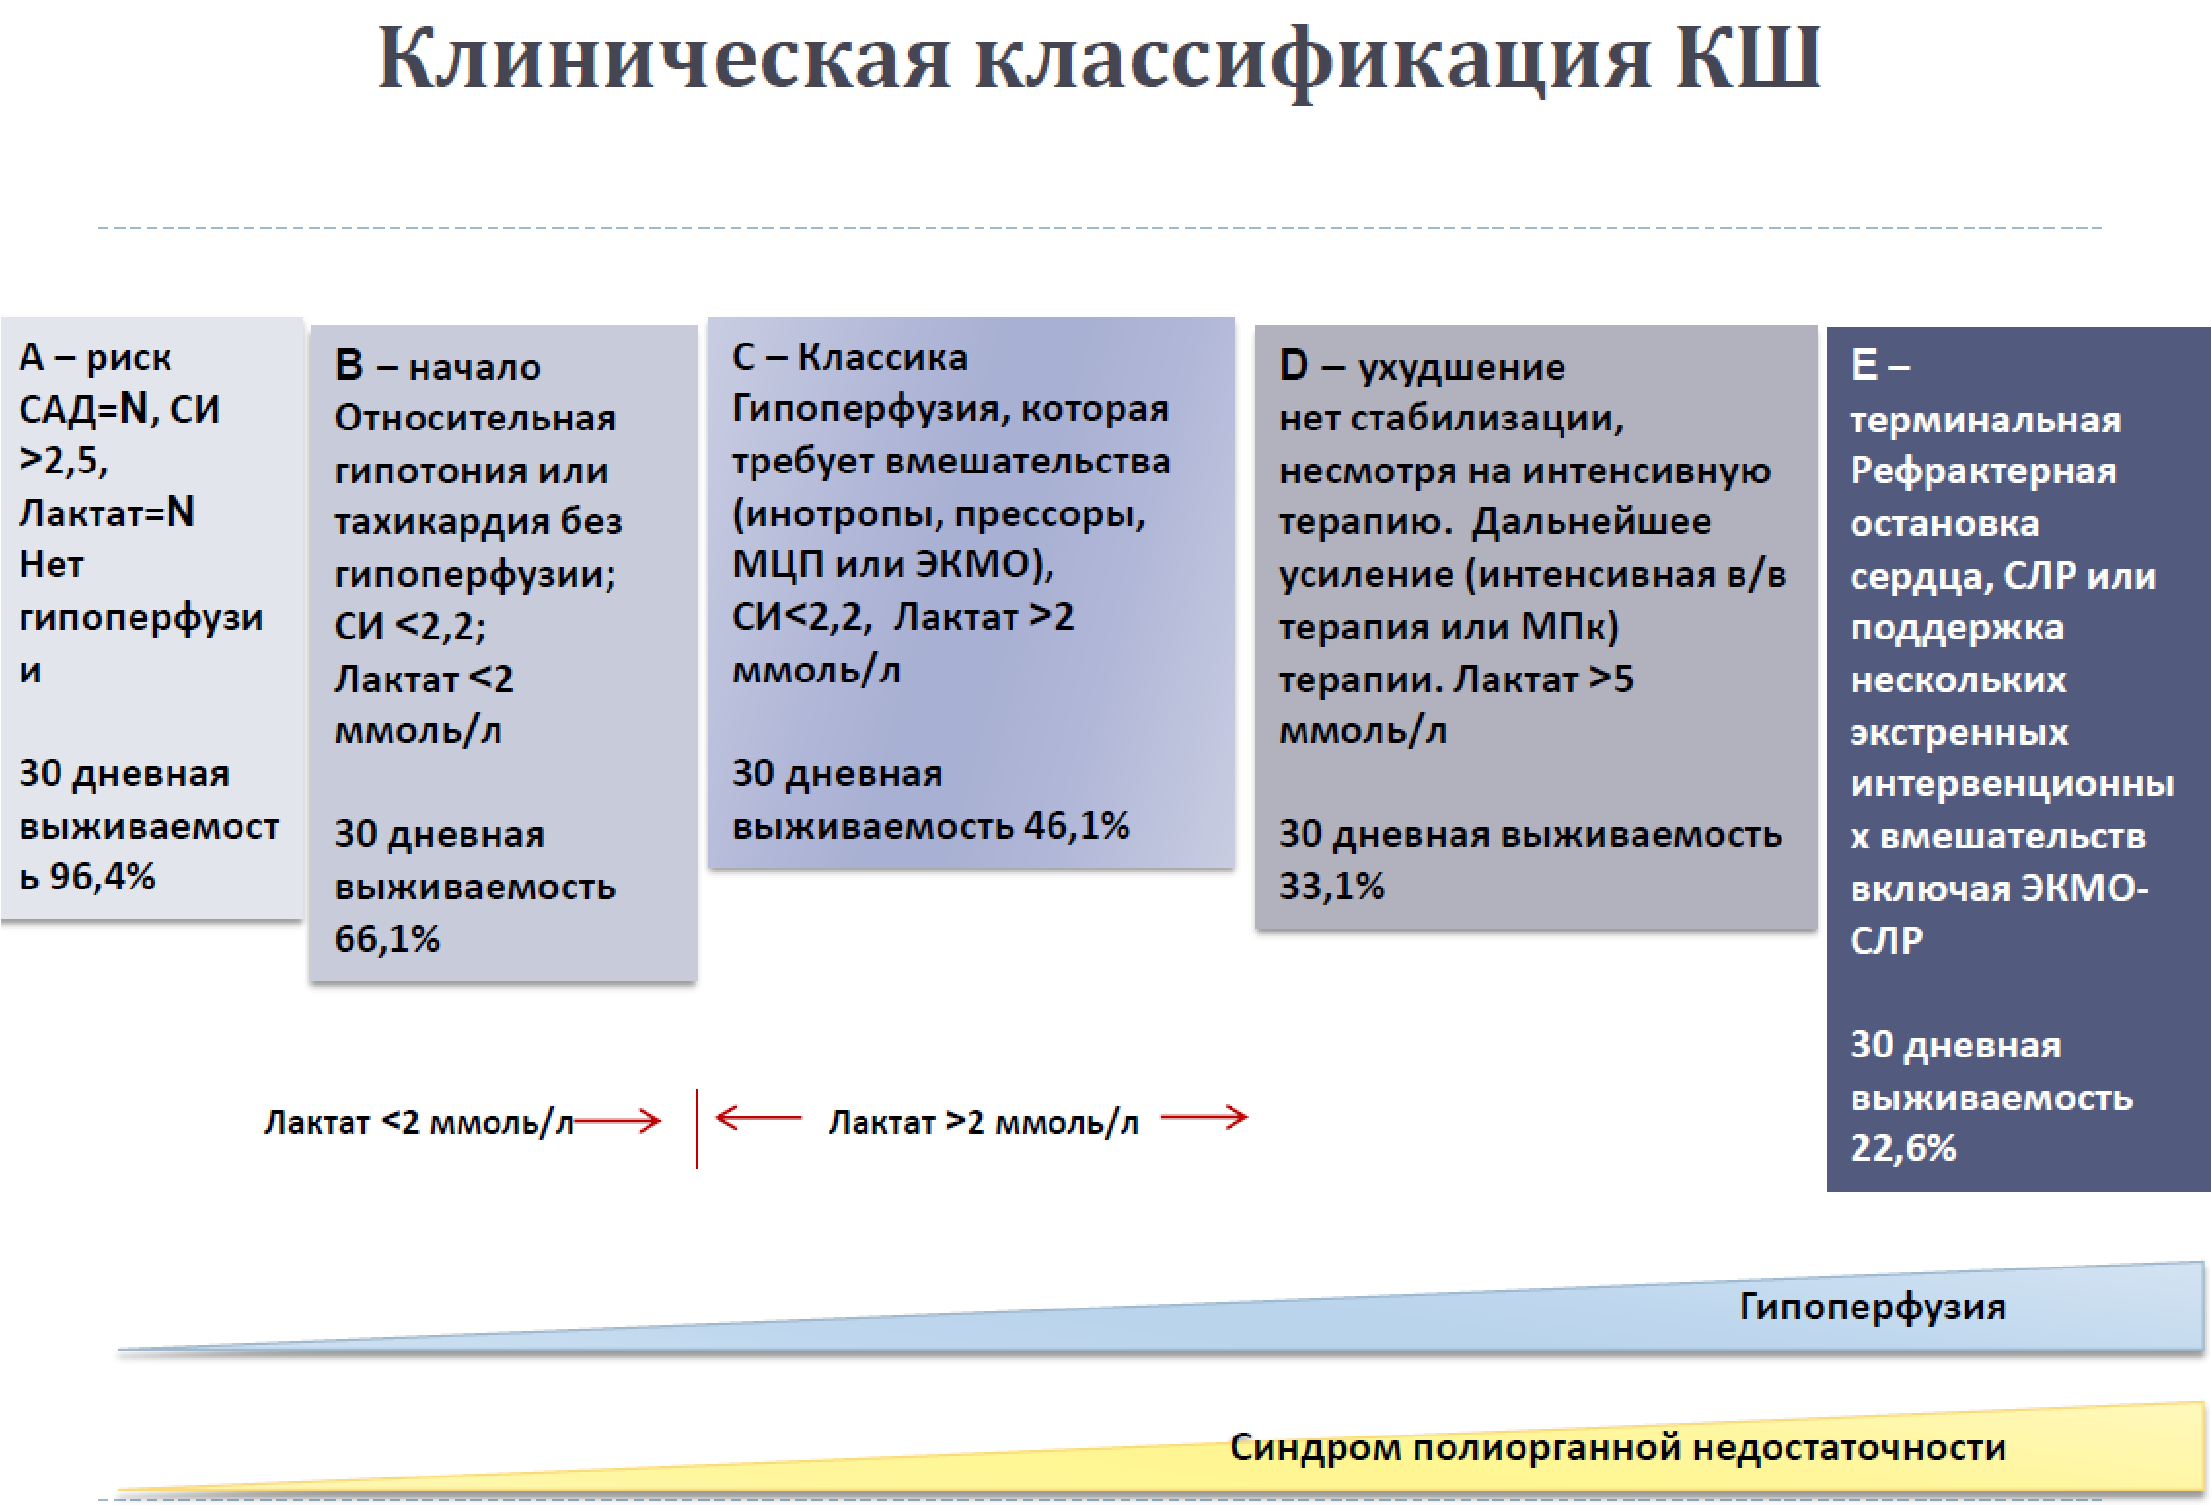 Клиническая классификация КШ
А – риск
САД=N, СИ
>2,5,
Лактат=N
Нет
гипоперфузи
и
30 дневная
выживаемост
ь 96,4%
В – начало
Относительная
гипотония или
тахикардия без
гипоперфузии;
СИ <2,2;
Лактат <2
ммоль/л
30 дневная
выживаемость
66,1%
С – Классика
Гипоперфузия, которая
требует вмешательства
(инотропы, прессоры,
МЦП или ЭКМО),
СИ<2,2, Лактат >2
ммоль/л
30 дневная
выживаемость 46,1%
D – ухудшение
нет стабилизации,
несмотря на интенсивную
терапию. Дальнейшее
усиление (интенсивная в/в
терапия или МПк)
терапии. Лактат >5
ммоль/л
30 дневная выживаемость
33,1%
Е –
терминальная
Рефрактерная
остановка
сердца, СЛР или
поддержка
нескольких
экстренных
интервенционны
х вмешательств
включая ЭКМО-
СЛР
30 дневная
выживаемость
22,6%
Лактат <2 ммоль/л
Лактат >2 ммоль/л
Гипоперфузия
Синдром полиорганной недостаточности